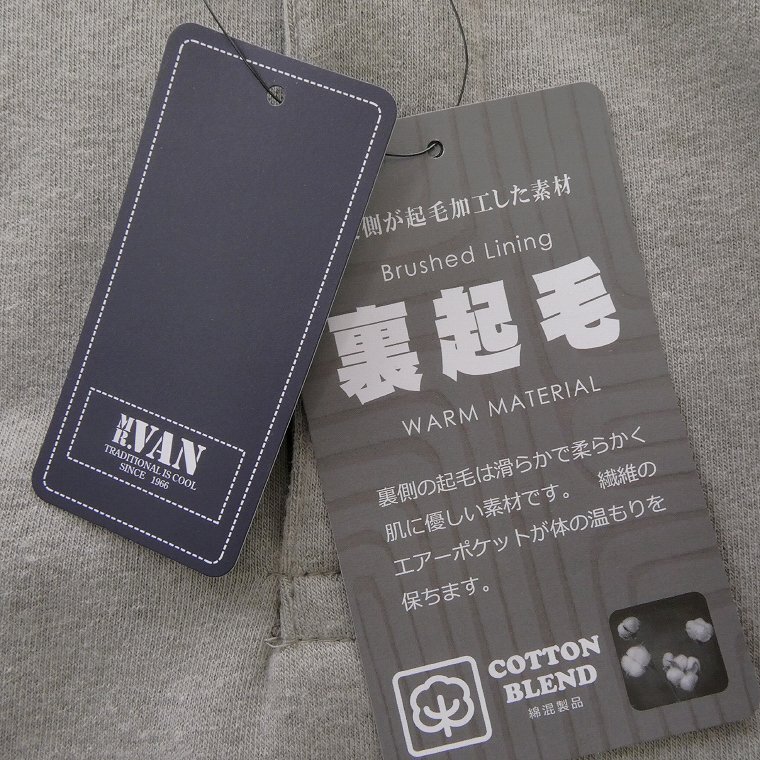 MR. VAN
TRADITIONAL IS COOL
SINCE 1966
側が起毛加工した素材
Brushed Lining
裏起毛
WARM MATERIAL
裏側の起毛は滑らかで柔らかく
肌に優しい素材です。 繊維の
エアーポケットが体の温もりを
保ちます。
COTTON
BLEND
綿混製品